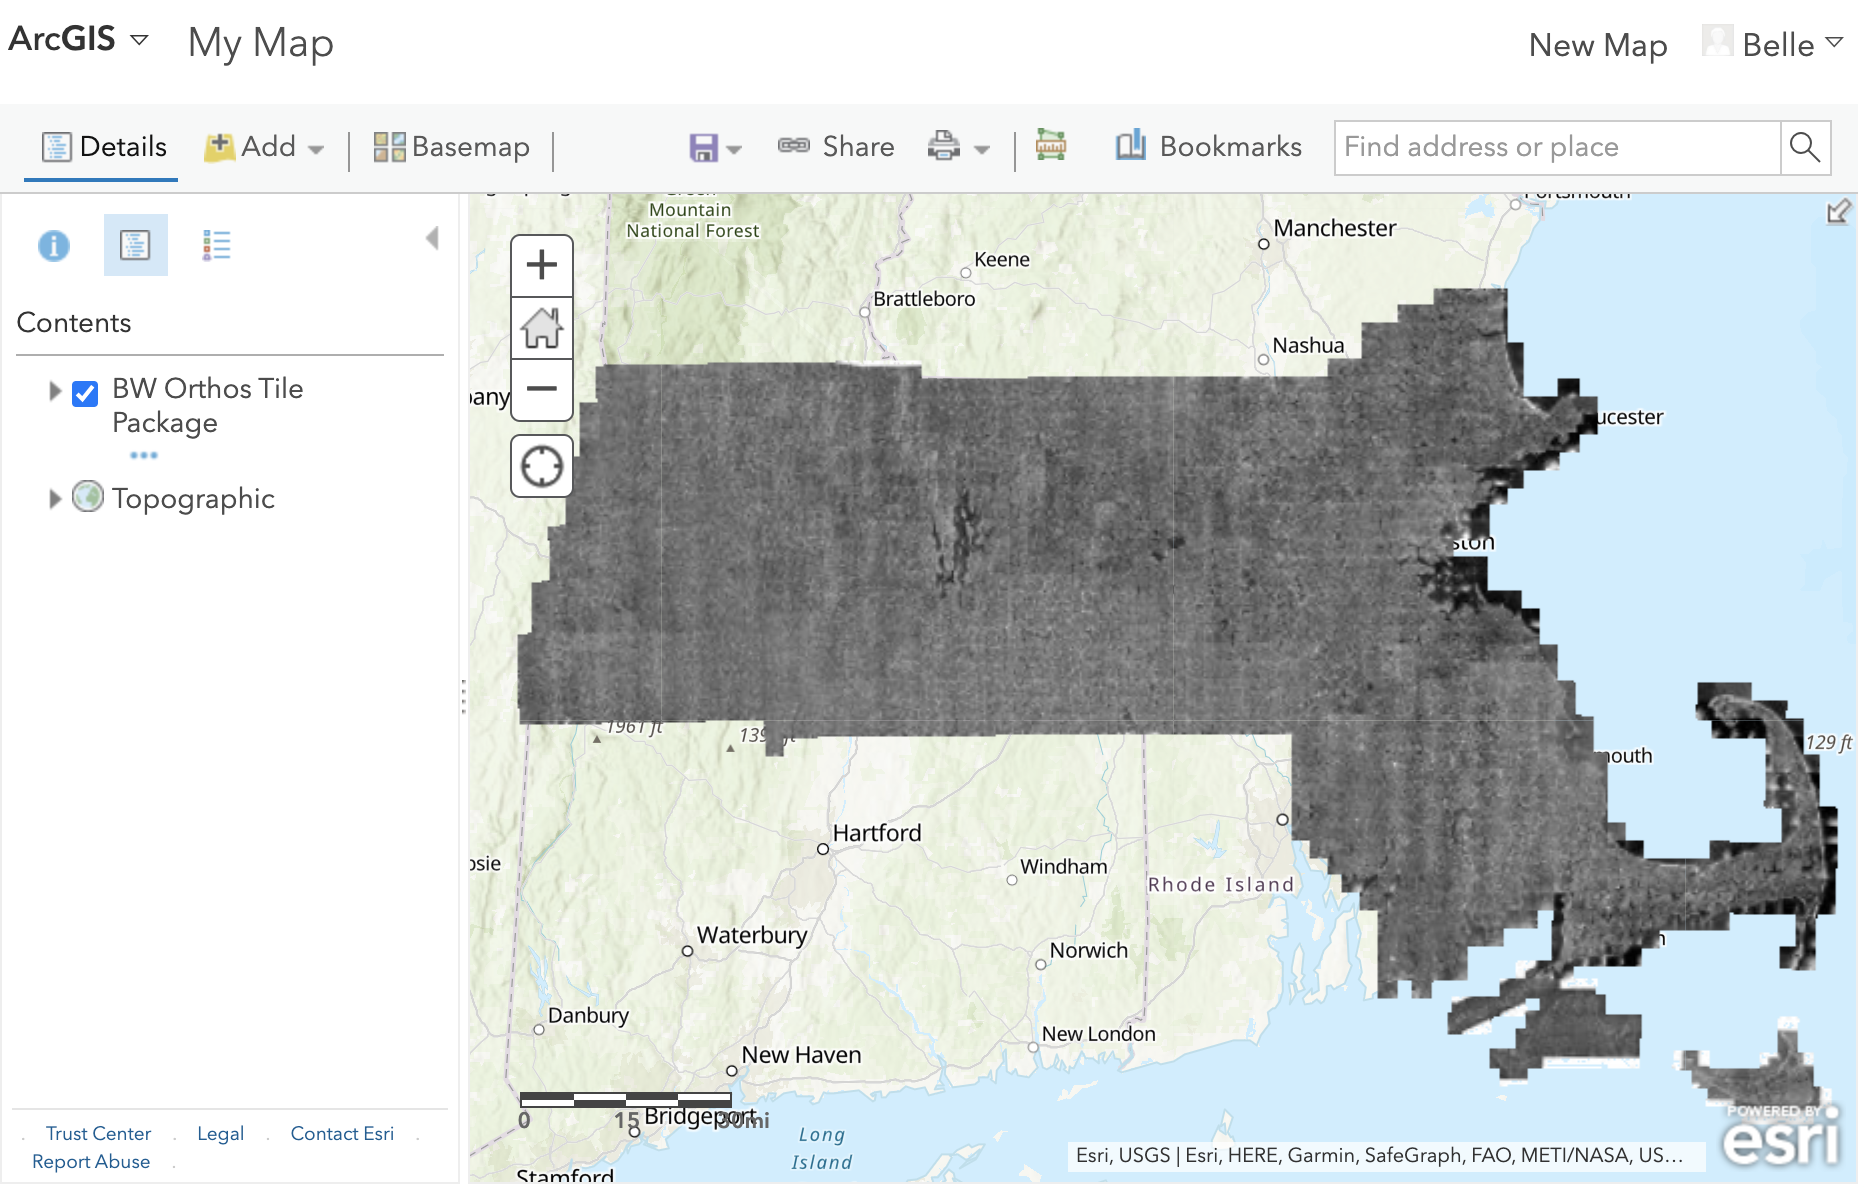 ArcGIS My Map New Map Belle
Details Add Basemap Share Bookmarks Find address or place
Contents
BW Orthos Tile
Package
Topographic
Trust Center Legal Contact Esri
Report Abuse
Mountain
National Forest
Manchester
Keene
Brattleboro
Nashua
ucester
ston
1961 ft
129 ft
mouth
Hartford
osie
Windham
Rhode Island
Waterbury
Norwich
Danbury
New London
New Haven
Bridgeport
0 15 30mi
Long
Island
Stamford
Esri, USGS | Esri, HERE, Garmin, SafeGraph, FAO, METI/NASA, US...
POWERED BY
esri